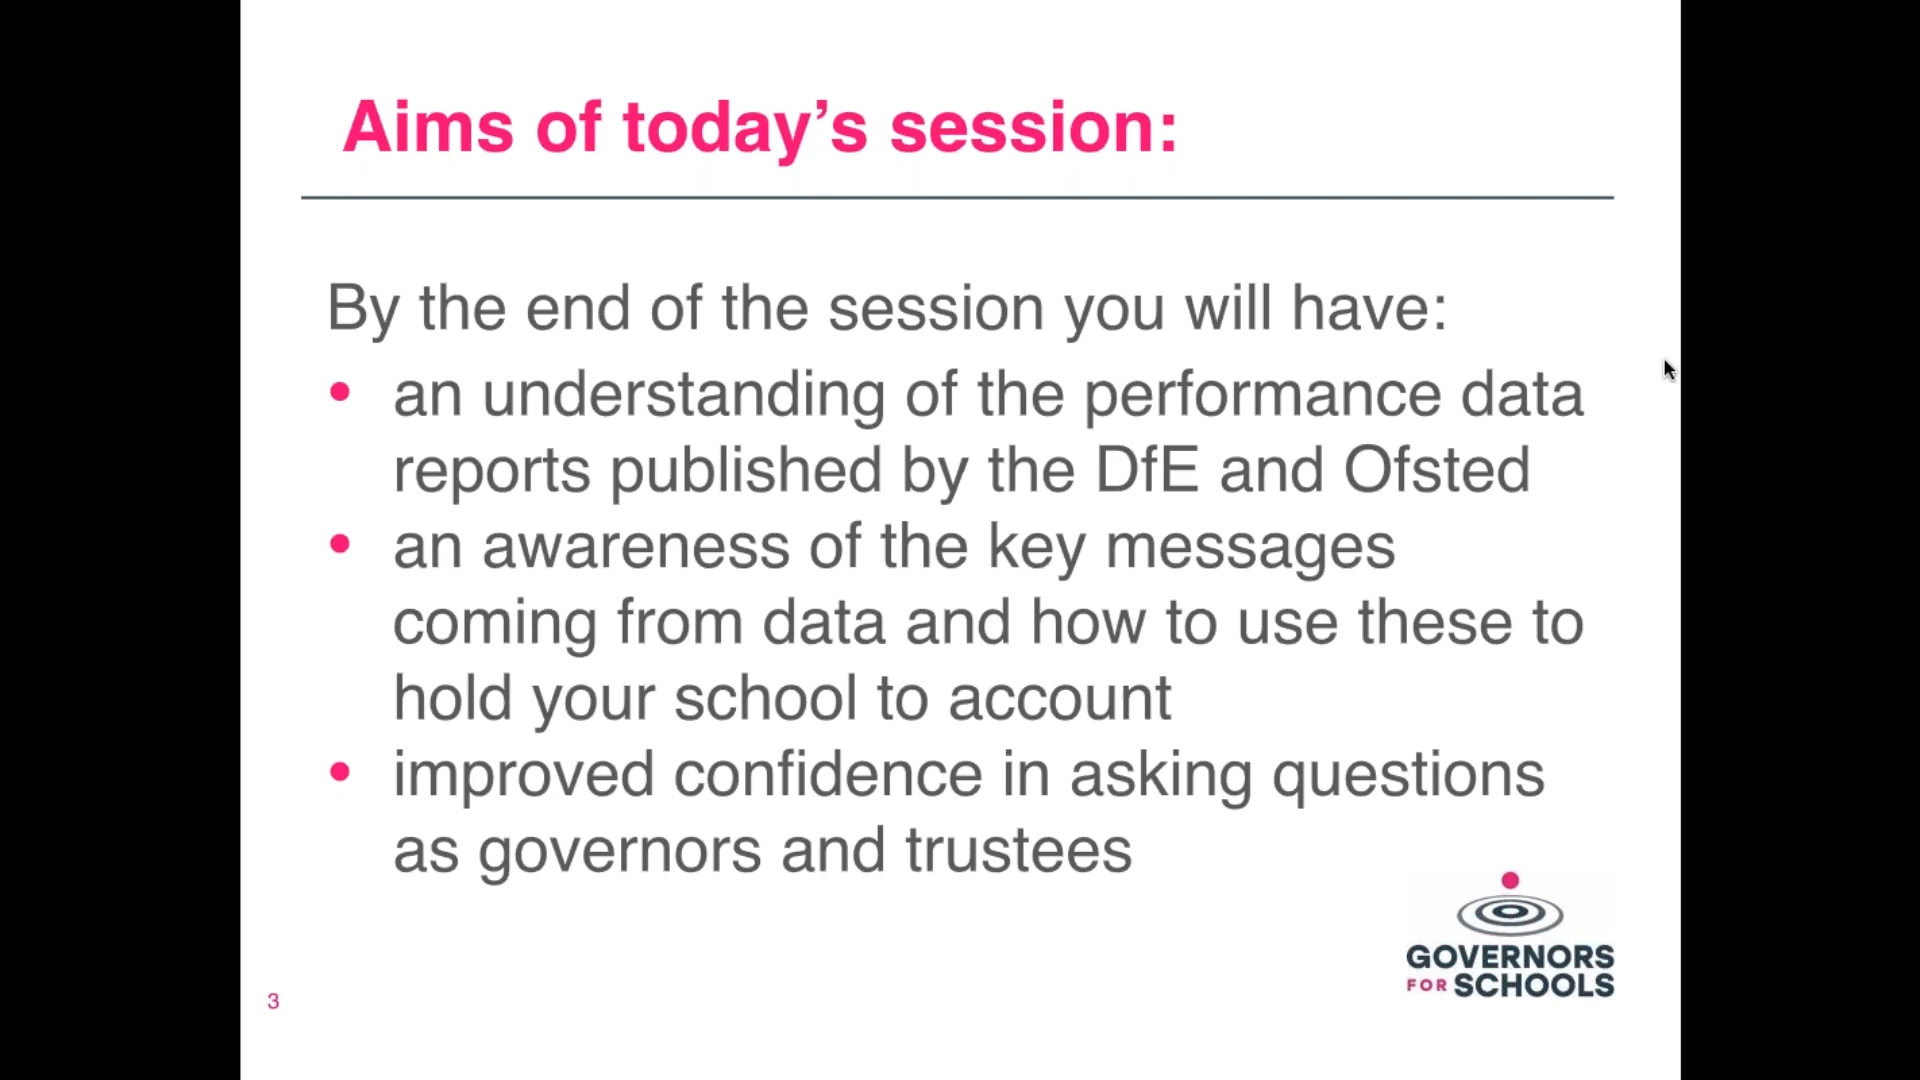 Aims of today’s session:
By the end of the session you will have:
• an understanding of the performance data
reports published by the DfE and Ofsted
• an awareness of the key messages
coming from data and how to use these to
hold your school to account
• improved confidence in asking questions
as governors and trustees
GOVERNORS
FOR SCHOOLS
3